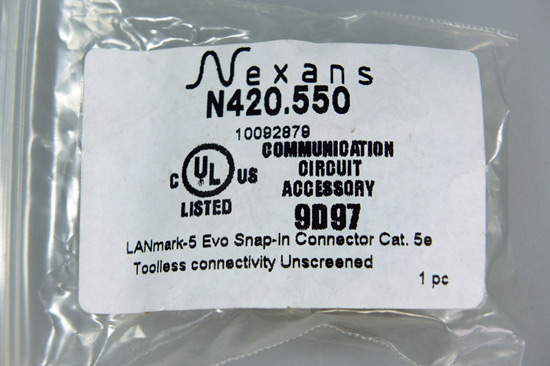 Nexans
N420.550
10092879
C UL US
LISTED
COMMUNICATION
CIRCUIT
ACCESSORY
9D97
LANmark-5 Evo Snap-In Connector Cat. 5e
Toolless connectivity Unscreened
1 pc